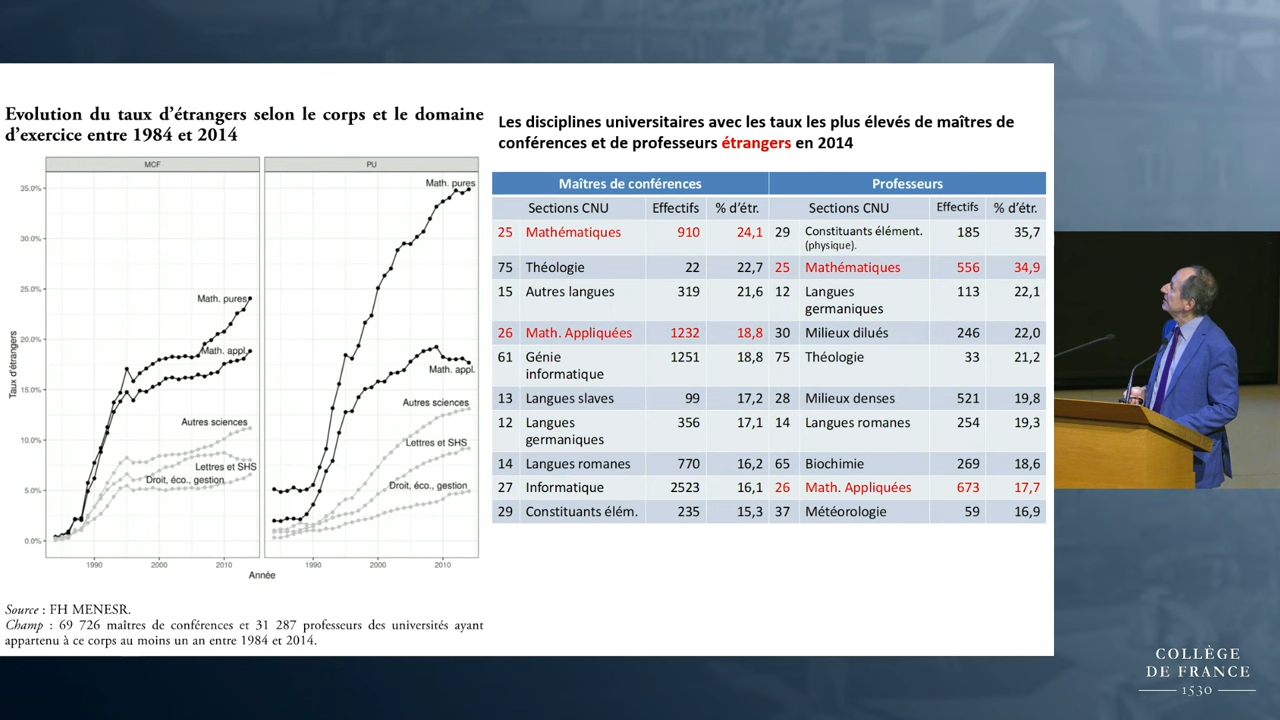 Evolution du taux d'étrangers selon le corps et le domaine
d'exercice entre 1984 et 2014
MCF
PU
Taux d'étrangers
35.0%
30.0%
25.0%
20.0%
15.0%
10.0%
5.0%
0.0%
Math. pures
Math. appl.
Autres sciences
Lettres et SHS
Droit, éco., gestion
Math. pures
Math. appl.
Autres sciences
Lettres et SHS
Droit, éco., gestion
1990 2000 2010 1990 2000 2010
Année
Source : FH MENESR.
Champ : 69 726 maîtres de conférences et 31 287 professeurs des universités ayant
appartenu à ce corps au moins un an entre 1984 et 2014.
Les disciplines universitaires avec les taux les plus élevés de maîtres de
conférences et de professeurs étrangers en 2014
Maîtres de conférences Professeurs
Sections CNU Effectifs % d'étr. Sections CNU Effectifs % d'étr.
25 Mathématiques 910 24,1 29 Constituants élément. (physique). 185 35,7
75 Théologie 22 22,7 25 Mathématiques 556 34,9
15 Autres langues 319 21,6 12 Langues germaniques 113 22,1
26 Math. Appliquées 1232 18,8 30 Milieux dilués 246 22,0
61 Génie informatique 1251 18,8 75 Théologie 33 21,2
13 Langues slaves 99 17,2 28 Milieux denses 521 19,8
12 Langues germaniques 356 17,1 14 Langues romanes 254 19,3
14 Langues romanes 770 16,2 65 Biochimie 269 18,6
27 Informatique 2523 16,1 26 Math. Appliquées 673 17,7
29 Constituants élém. 235 15,3 37 Météorologie 59 16,9
COLLÈGE
DE FRANCE
1530